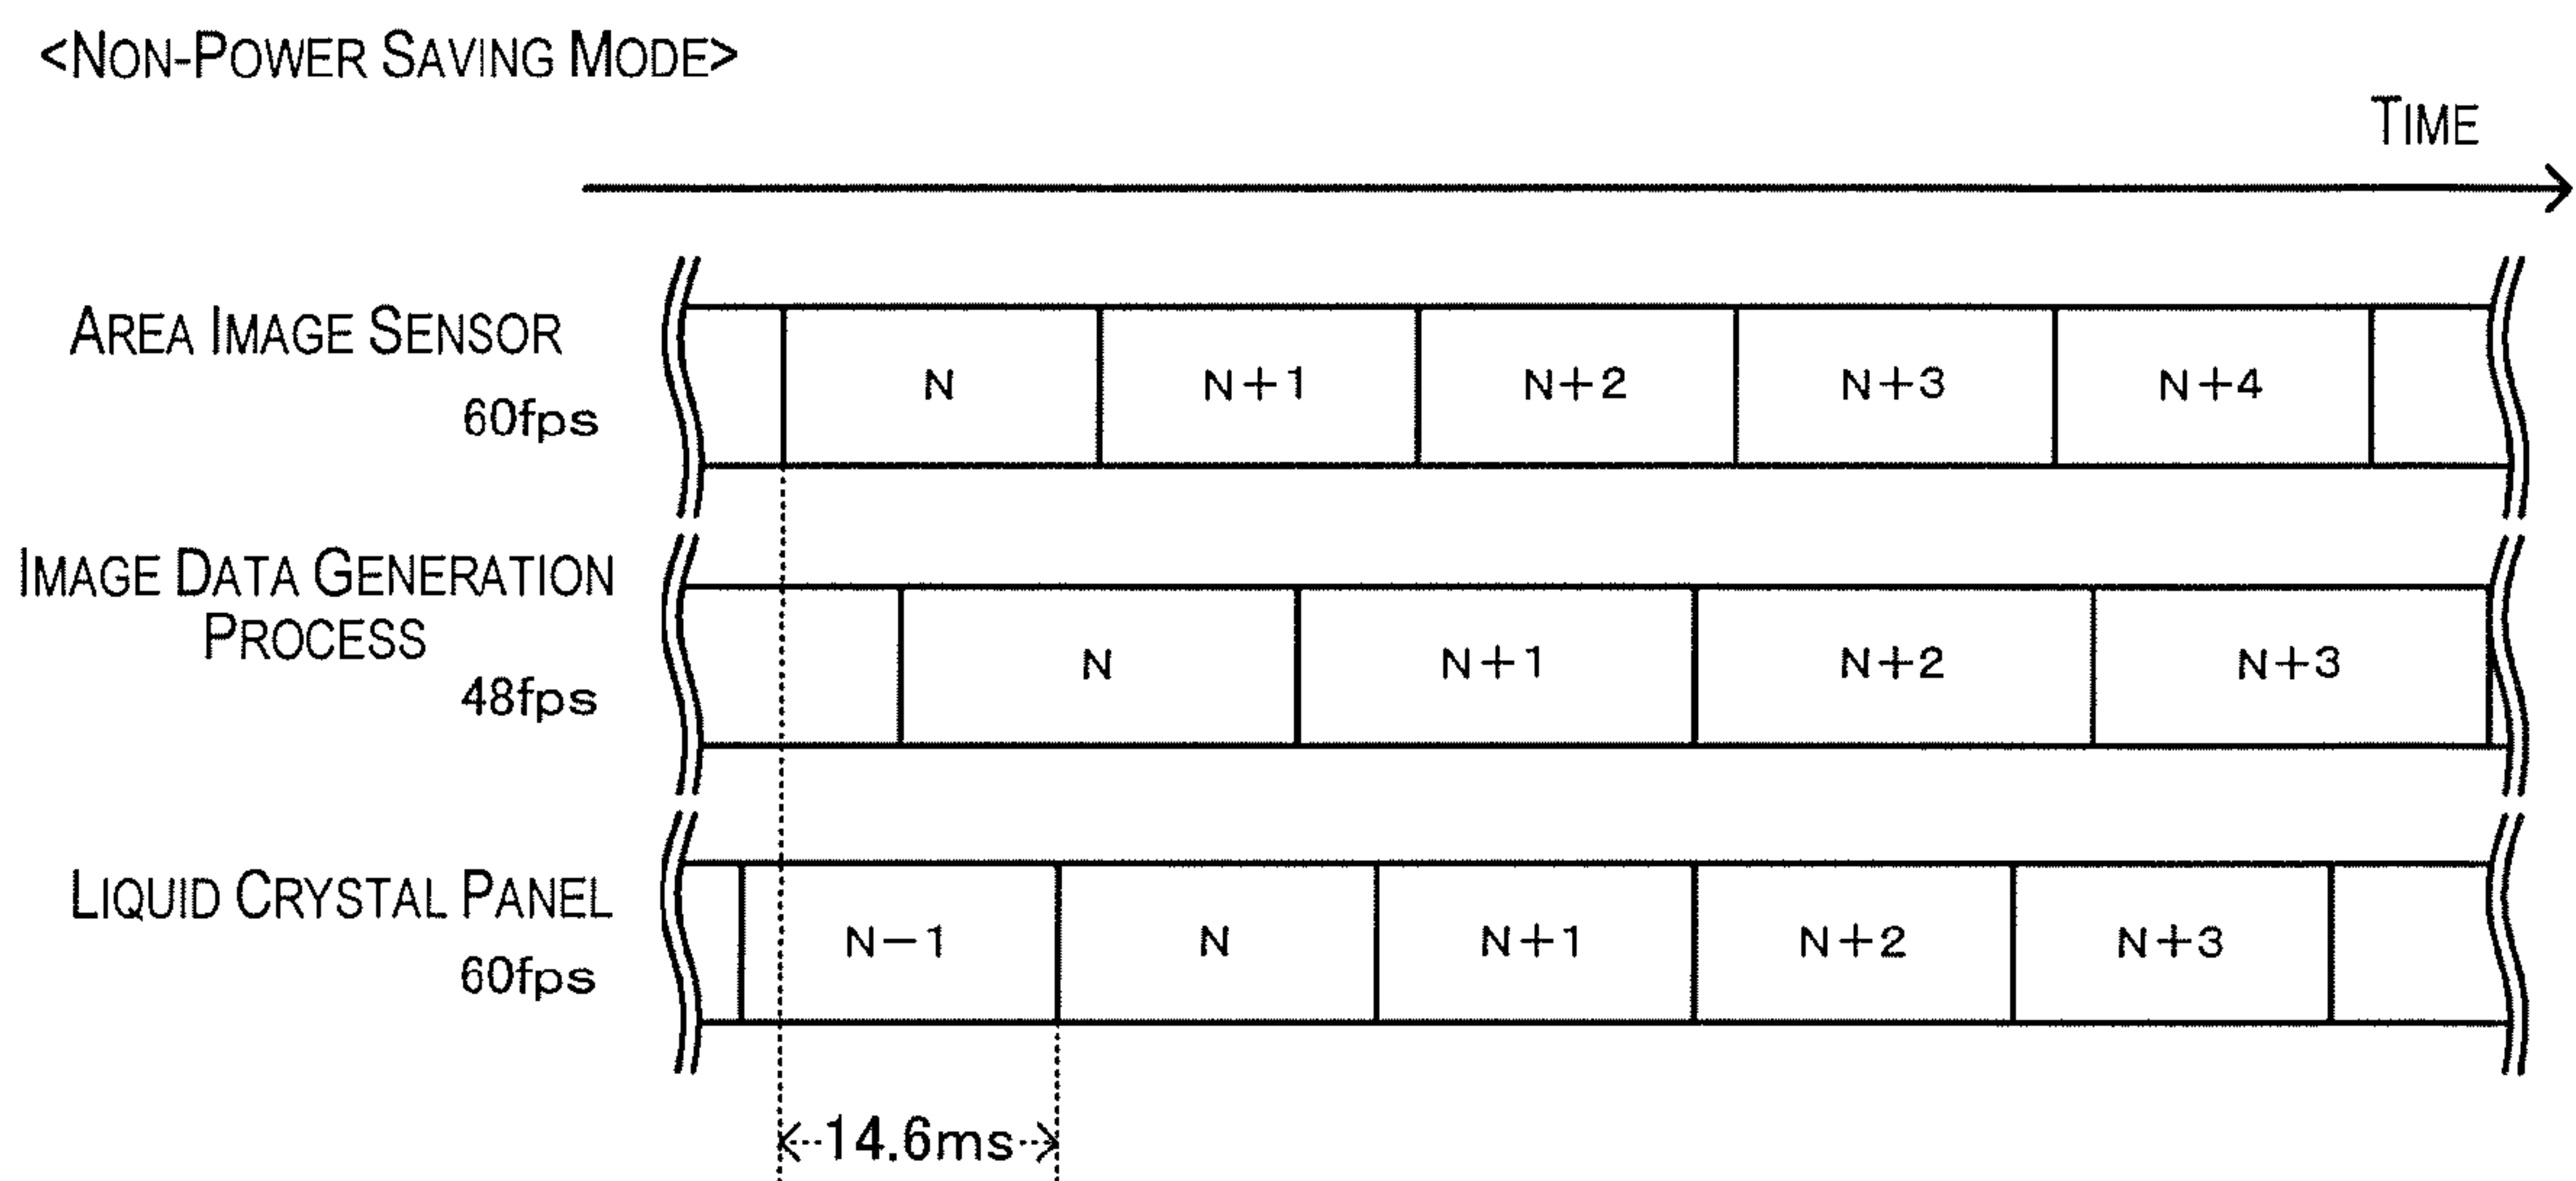 <NON-POWER SAVING MODE>
TIME
AREA IMAGE SENSOR
60fps
N N+1 N+2 N+3 N+4
IMAGE DATA GENERATION
PROCESS
48fps
N N+1 N+2 N+3
LIQUID CRYSTAL PANEL
60fps
N−1 N N+1 N+2 N+3
14.6ms